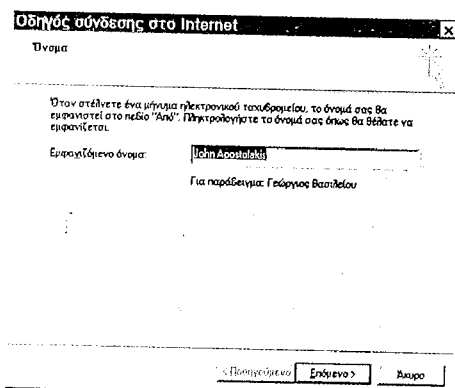 Οδηγός σύνδεσης στο Internet
Όνομα
Όταν στέλνετε ένα μήνυμα ηλεκτρονικού ταχυδρομείου, το όνομά σας θα
εμφανιστεί στο πεδίο "Από". Πληκτρολογήστε το όνομά σας όπως θα θέλατε να
εμφανίζεται.
Εμφανιζόμενο όνομα:
John Apostolakis
Για παράδειγμα: Γεώργιος Βασιλείου
< Προηγούμενο
Επόμενο >
Άκυρο